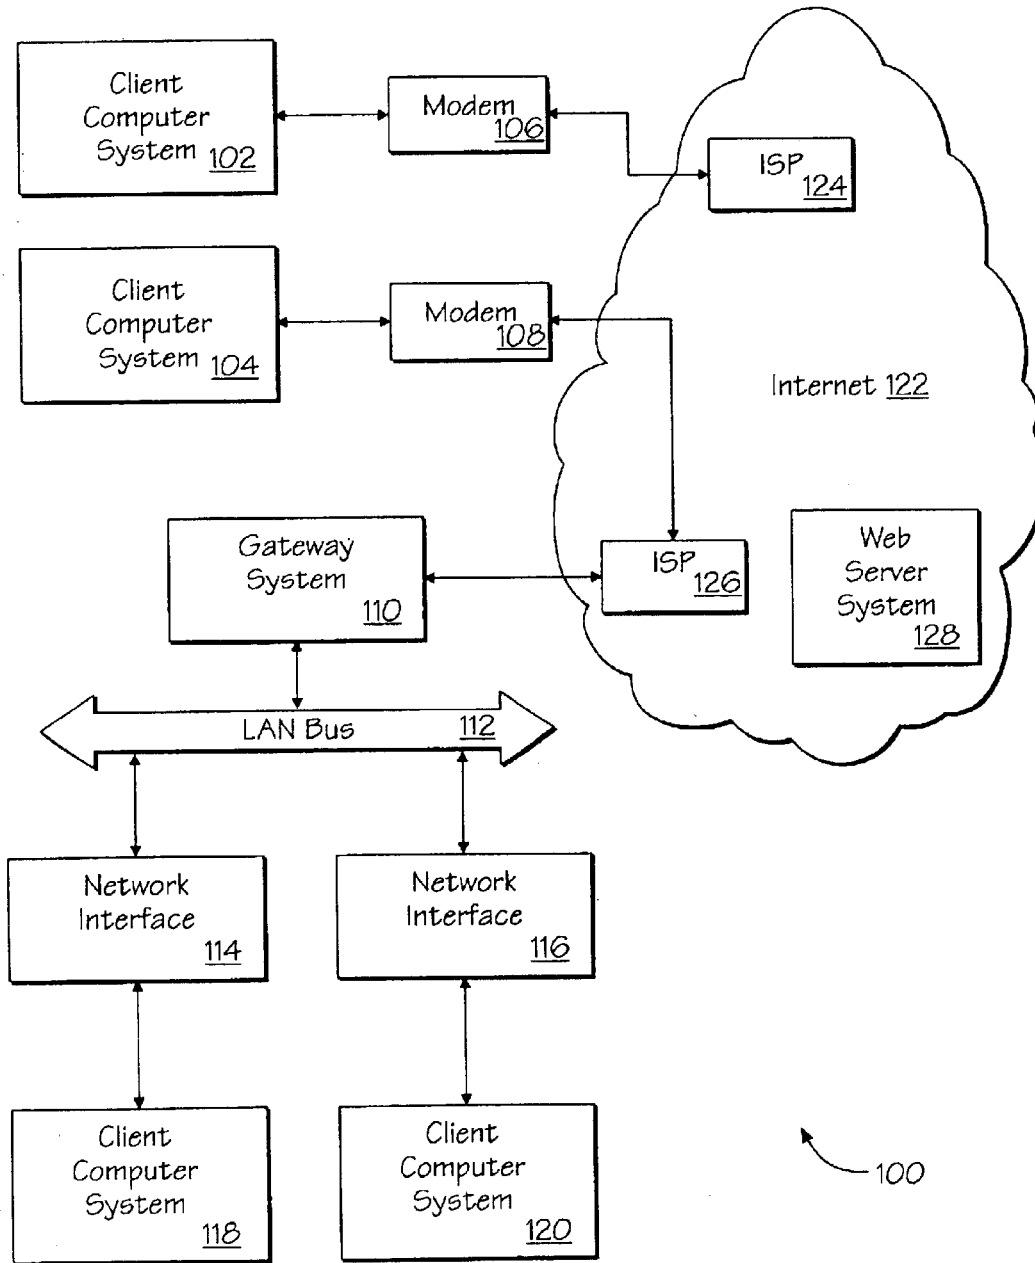 Client
Computer
System 102
Modem
106
ISP
124
Client
Computer
System 104
Modem
108
Internet 122
Gateway
System
110
ISP
126
Web
Server
System
128
LAN Bus 112
Network
Interface
114
Network
Interface
116
Client
Computer
System
118
Client
Computer
System
120
100